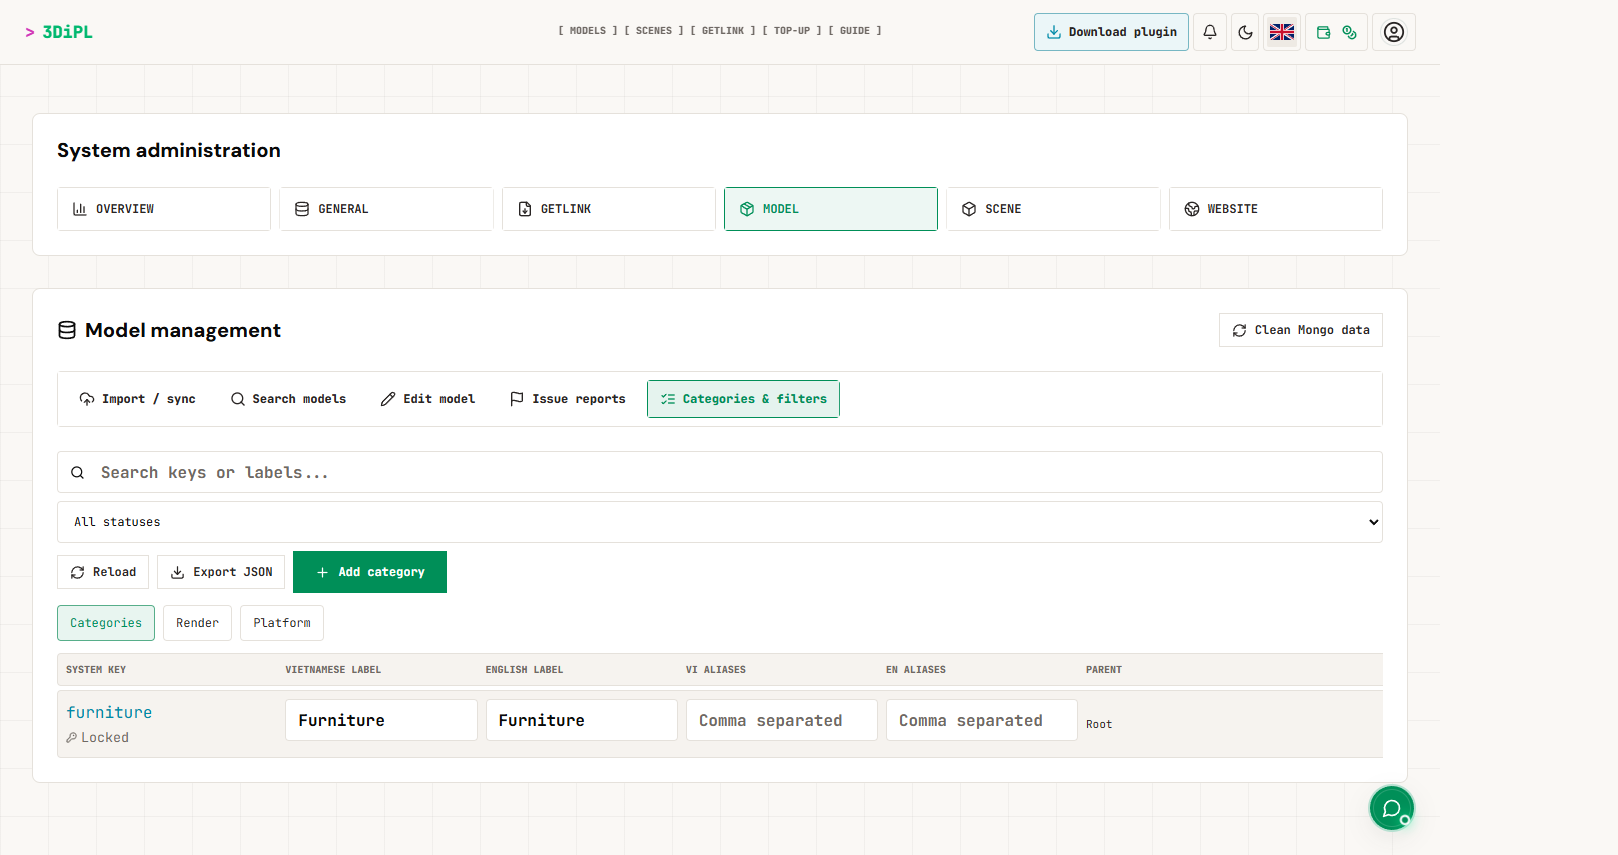 > 3DiPL
[ MODELS ] [ SCENES ] [ GETLINK ] [ TOP-UP ] [ GUIDE ]
Download plugin
System administration
OVERVIEW
GENERAL
GETLINK
MODEL
SCENE
WEBSITE
Model management
Clean Mongo data
Import / sync
Search models
Edit model
Issue reports
Categories & filters
Search keys or labels...
All statuses
Reload
Export JSON
+ Add category
Categories
Render
Platform
SYSTEM KEY
VIETNAMESE LABEL
ENGLISH LABEL
VI ALIASES
EN ALIASES
PARENT
furniture
Locked
Furniture
Furniture
Comma separated
Comma separated
Root